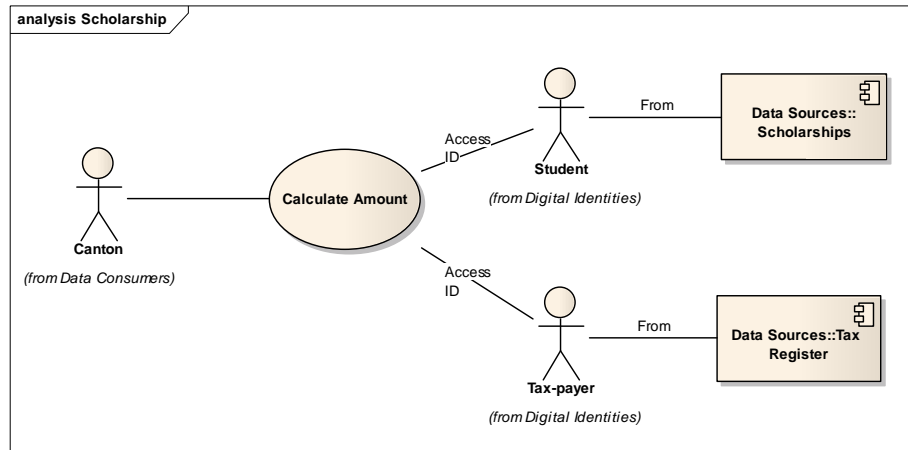 analysis Scholarship
Canton
(from Data Consumers)
Calculate Amount
Access
ID
Student
(from Digital Identities)
From
Data Sources::
Scholarships
Access
ID
Tax-payer
(from Digital Identities)
From
Data Sources::Tax
Register